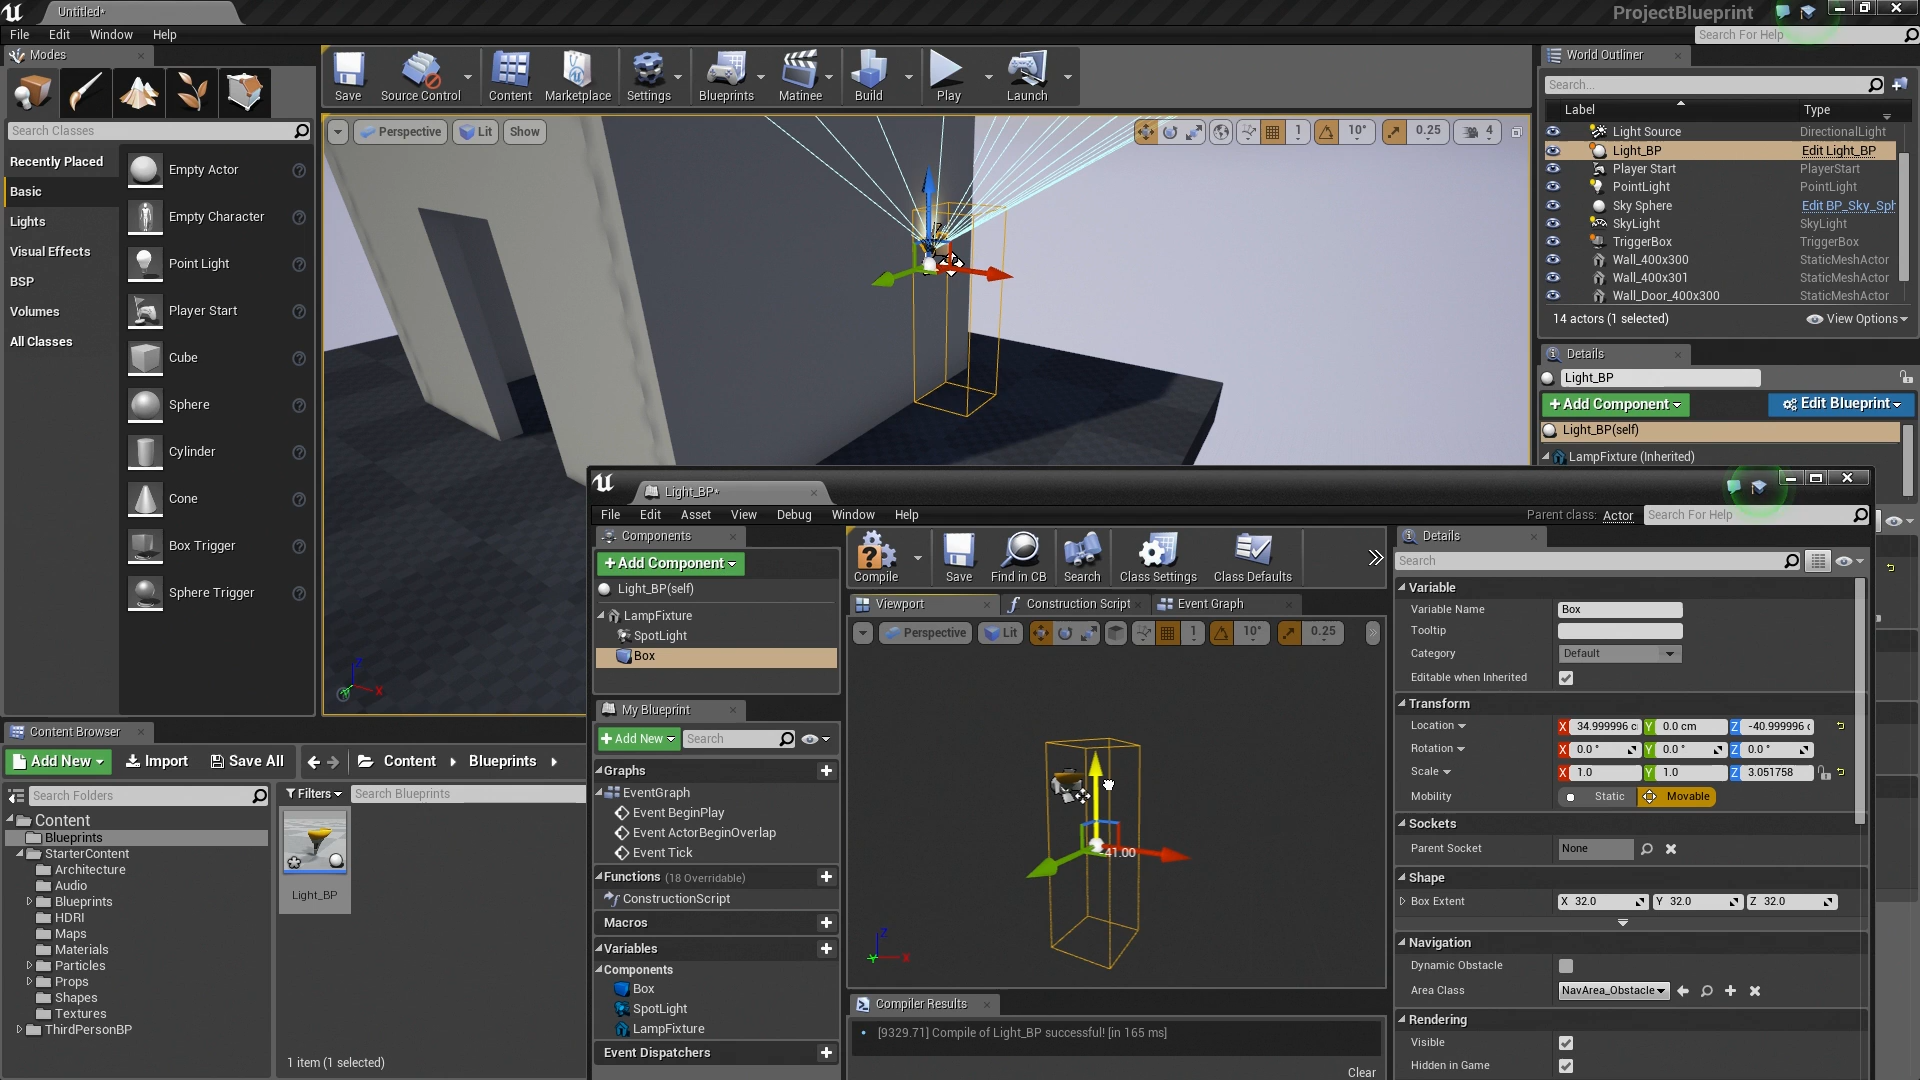 Untitled*
ProjectBlueprint
File Edit Window Help
Search For Help
Modes
Search Classes
Recently Placed
Basic
Lights
Visual Effects
BSP
Volumes
All Classes
Empty Actor
Empty Character
Point Light
Player Start
Cube
Sphere
Cylinder
Cone
Box Trigger
Sphere Trigger
Save Source Control Content Marketplace Settings Blueprints Matinee Build Play Launch
Perspective Lit Show
1 10° 0.25 4
World Outliner
Search...
Label Type
Light Source DirectionalLight
Light_BP Edit Light_BP
Player Start PlayerStart
PointLight PointLight
Sky Sphere Edit BP_Sky_Sph
SkyLight SkyLight
TriggerBox TriggerBox
Wall_400x300 StaticMeshActor
Wall_400x301 StaticMeshActor
Wall_Door_400x300 StaticMeshActor
14 actors (1 selected) View Options
Details
Light_BP
+Add Component Edit Blueprint
Light_BP(self)
LampFixture (Inherited)
Z
X
Content Browser
Add New Import Save All Content Blueprints
Search Folders
Filters Search Blueprints
Content
Blueprints
StarterContent
Architecture
Audio
Blueprints
HDRI
Maps
Materials
Particles
Props
Shapes
Textures
ThirdPersonBP
Light_BP
1 item (1 selected)
Light_BP*
File Edit Asset View Debug Window Help
Parent class: Actor Search For Help
Components
+Add Component
Light_BP(self)
LampFixture
SpotLight
Box
My Blueprint
+Add New Search
Graphs
EventGraph
Event BeginPlay
Event ActorBeginOverlap
Event Tick
Functions (18 Overridable)
ConstructionScript
Macros
Variables
Components
Box
SpotLight
LampFixture
Event Dispatchers
Compile Save Find in CB Search Class Settings Class Defaults
Viewport Construction Script Event Graph
Perspective Lit 1 10° 0.25
-41.00
Z
X
Compiler Results
[9329.71] Compile of Light_BP successful! [in 165 ms]
Clear
Details
Search
Variable
Variable Name Box
Tooltip
Category Default
Editable when Inherited
Transform
Location X 34.999996 c Y 0.0 cm Z -40.999996 c
Rotation X 0.0 ° Y 0.0 ° Z 0.0 °
Scale X 1.0 Y 1.0 Z 3.051758
Mobility Static Movable
Sockets
Parent Socket None
Shape
Box Extent X 32.0 Y 32.0 Z 32.0
Navigation
Dynamic Obstacle
Area Class NavArea_Obstacle
Rendering
Visible
Hidden in Game